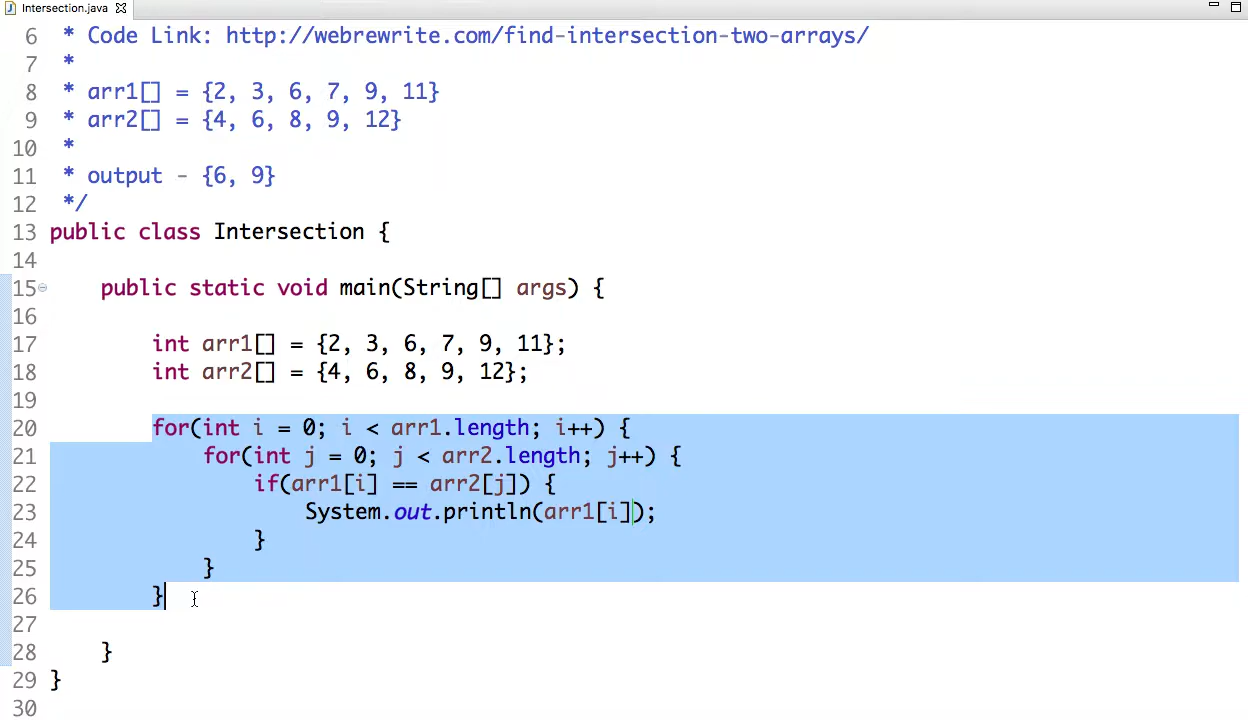 Intersection.java
6 * Code Link: http://webrewrite.com/find-intersection-two-arrays/
7 *
8 * arr1[] = {2, 3, 6, 7, 9, 11}
9 * arr2[] = {4, 6, 8, 9, 12}
10 *
11 * output - {6, 9}
12 */
13 public class Intersection {
14
15 public static void main(String[] args) {
16
17 int arr1[] = {2, 3, 6, 7, 9, 11};
18 int arr2[] = {4, 6, 8, 9, 12};
19
20 for(int i = 0; i < arr1.length; i++) {
21 for(int j = 0; j < arr2.length; j++) {
22 if(arr1[i] == arr2[j]) {
23 System.out.println(arr1[i]);
24 }
25 }
26 }
27
28 }
29 }
30